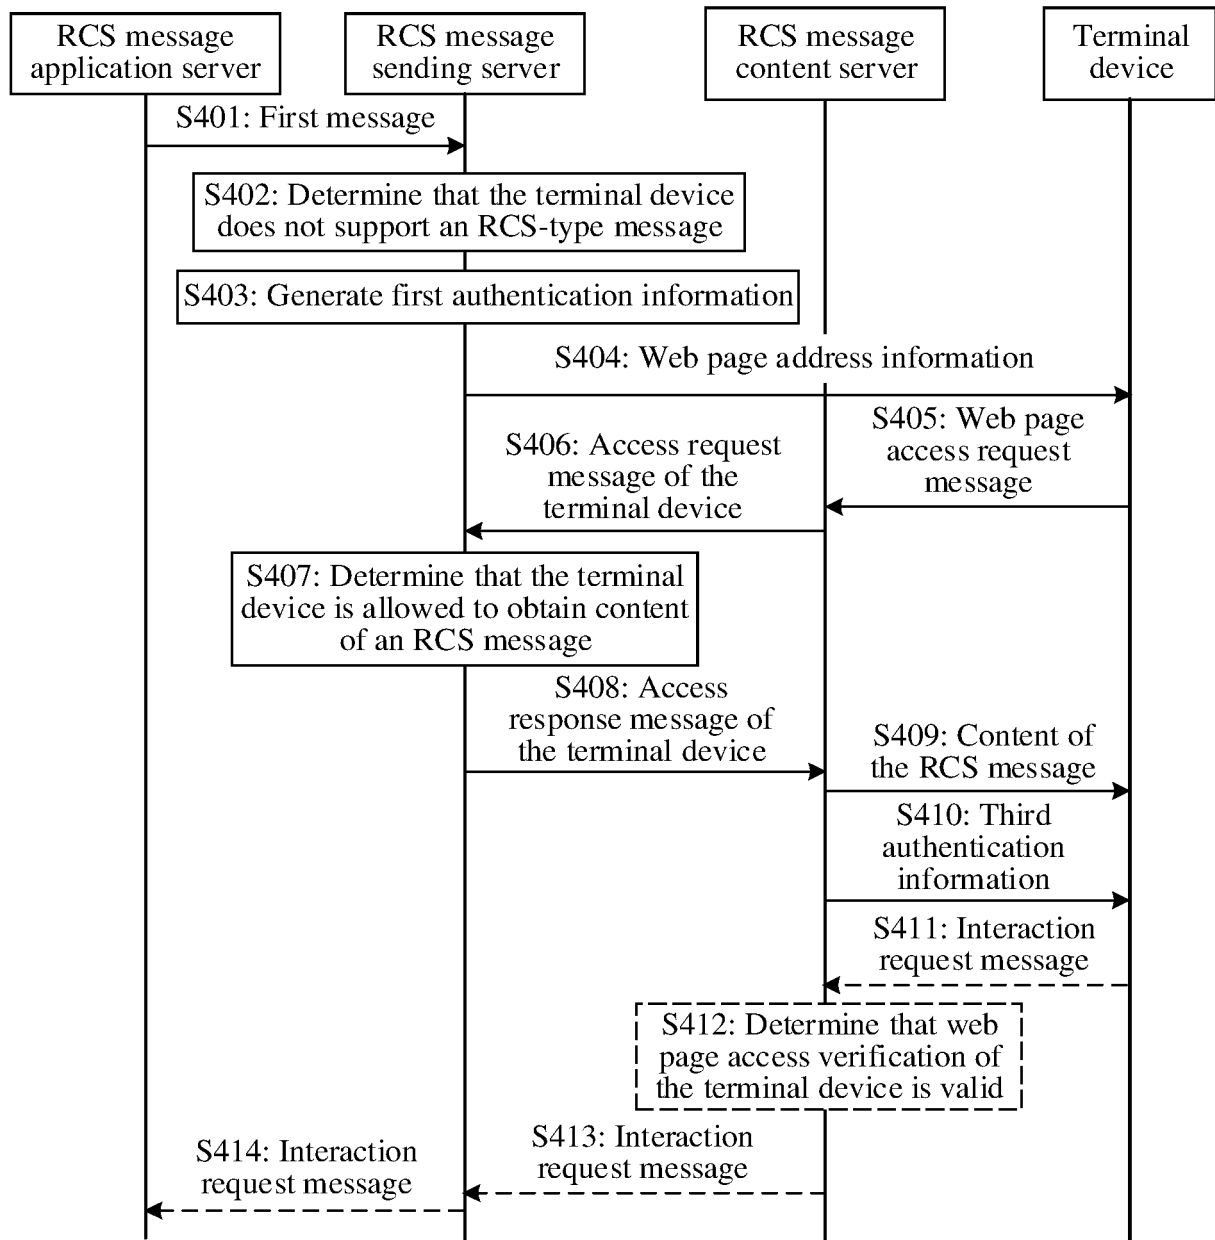 RCS message
application server
RCS message
sending server
RCS message
content server
Terminal
device
S401: First message
S402: Determine that the terminal device
does not support an RCS-type message
S403: Generate first authentication information
S404: Web page address information
S405: Web page
access request
message
S406: Access request
message of the
terminal device
S407: Determine that the terminal
device is allowed to obtain content
of an RCS message
S408: Access
response message of
the terminal device
S409: Content of
the RCS message
S410: Third
authentication
information
S411: Interaction
request message
S412: Determine that web
page access verification of
the terminal device is valid
S413: Interaction
request message
S414: Interaction
request message